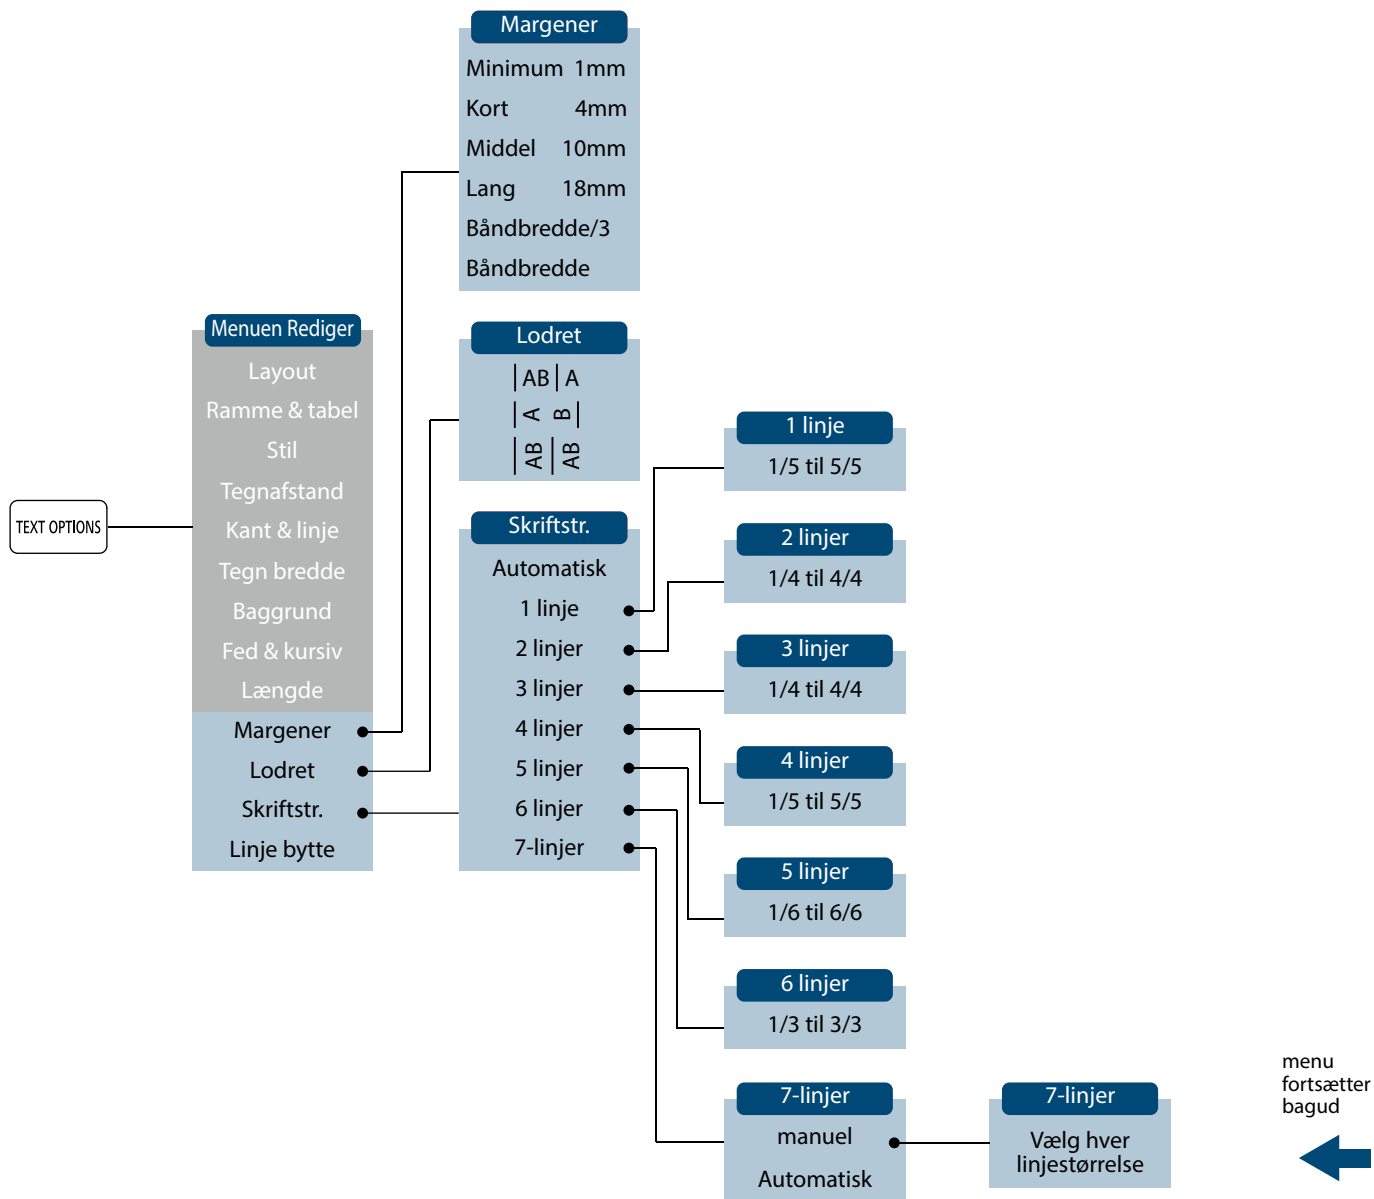 TEXT OPTIONS
Menuen Rediger
Layout
Ramme & tabel
Stil
Tegnafstand
Kant & linje
Tegn bredde
Baggrund
Fed & kursiv
Længde
Margener
Lodret
Skriftstr.
Linje bytte
Margener
Minimum 1mm
Kort 4mm
Middel 10mm
Lang 18mm
Båndbredde/3
Båndbredde
Lodret
AB A
A B
AB AB
Skriftstr.
Automatisk
1 linje
2 linjer
3 linjer
4 linjer
5 linjer
6 linjer
7-linjer
1 linje
1/5 til 5/5
2 linjer
1/4 til 4/4
3 linjer
1/4 til 4/4
4 linjer
1/5 til 5/5
5 linjer
1/6 til 6/6
6 linjer
1/3 til 3/3
7-linjer
manuel
Automatisk
7-linjer
Vælg hver
linjestørrelse
menu
fortsætter
bagud